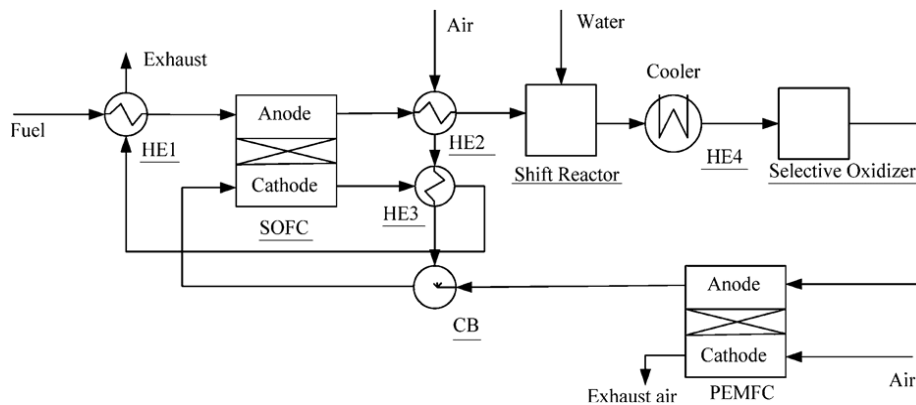 Air
Water
Exhaust
Cooler
Fuel
Anode
HE1
HE2
HE4
Shift Reactor
Selective Oxidizer
Cathode
HE3
SOFC
Anode
CB
Cathode
Air
Exhaust air
PEMFC